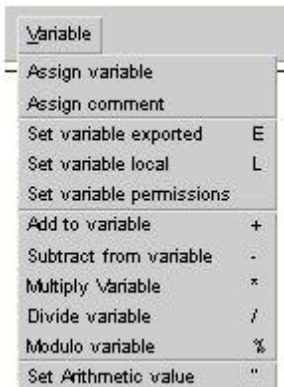 Variable
Assign variable
Assign comment
Set variable exported E
Set variable local L
Set variable permissions
Add to variable +
Subtract from variable -
Multiply Variable *
Divide variable /
Modulo variable %
Set Arithmetic value "